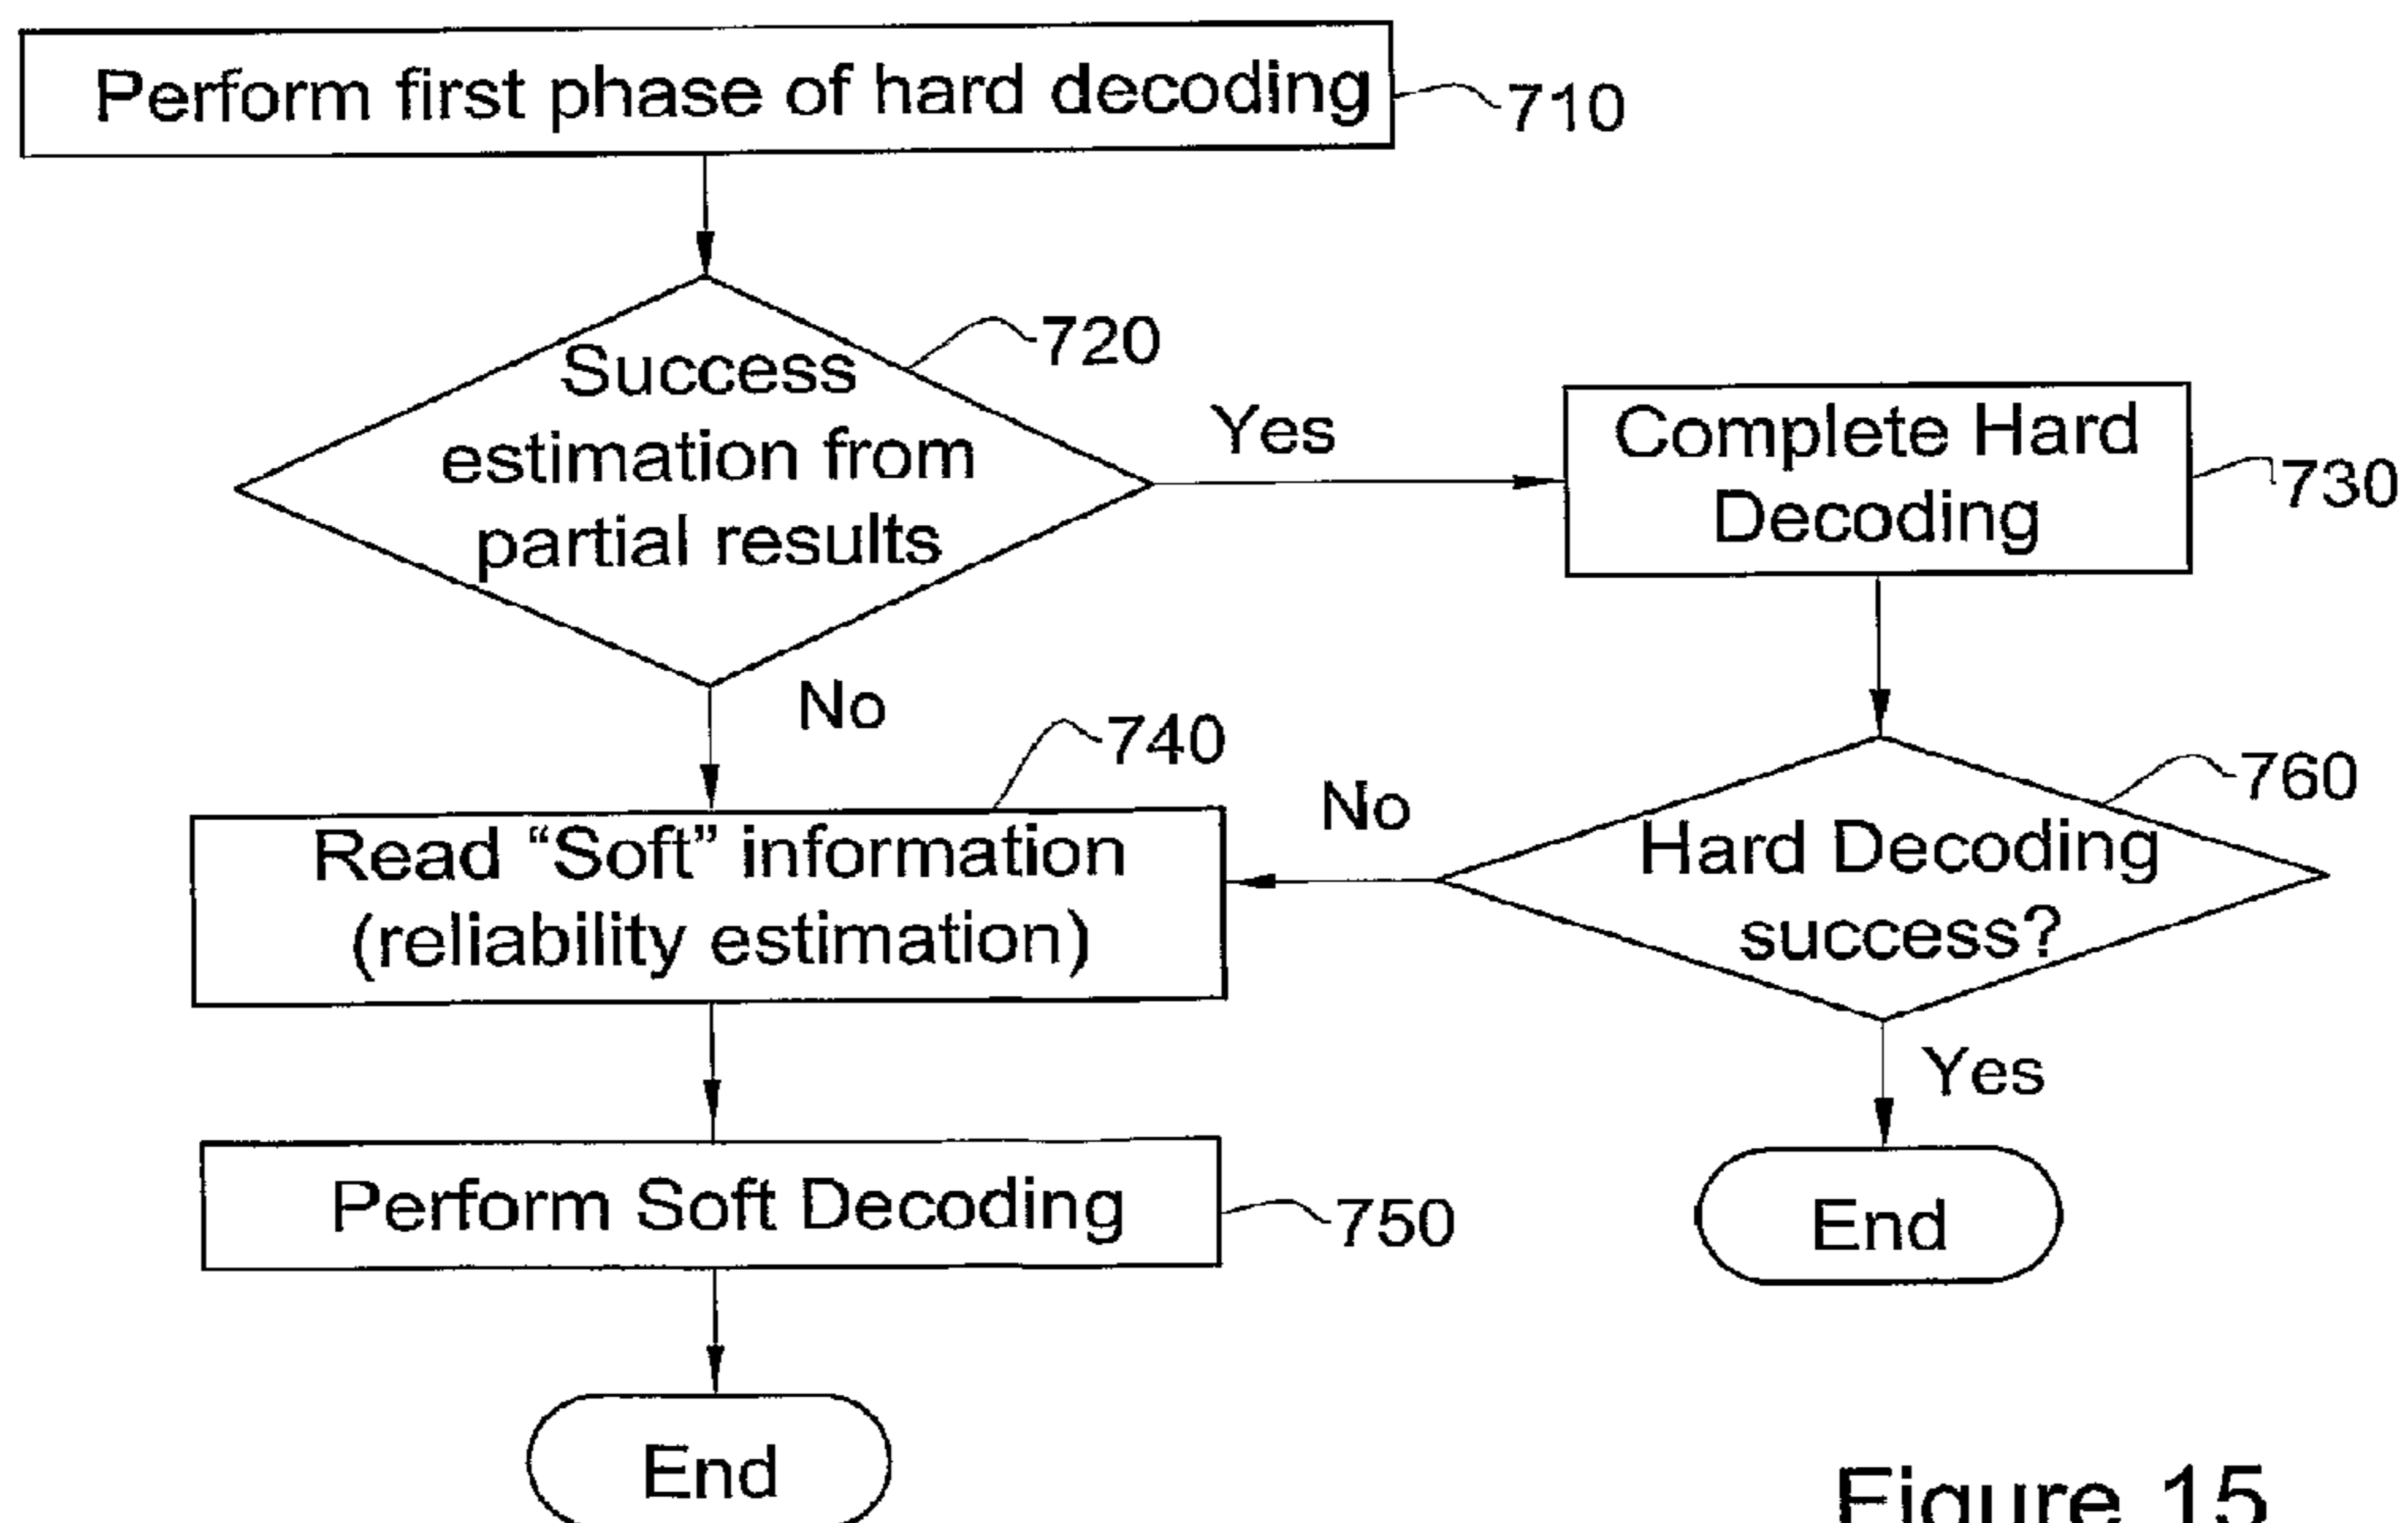 Perform first phase of hard decoding
710
Success
estimation from
partial results
720
Yes
Complete Hard
Decoding
730
No
740
Read “Soft” information
(reliability estimation)
No
760
Hard Decoding
success?
Yes
Perform Soft Decoding
750
End
End
Figure 15